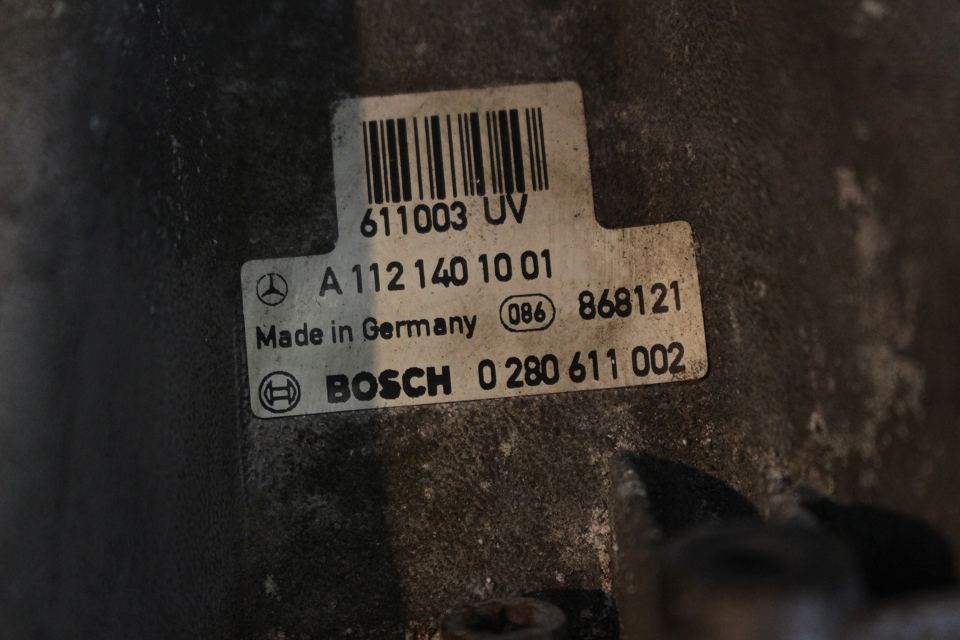 611003 UV
A 112 140 10 01
Made in Germany 086 868121
BOSCH 0 280 611 002